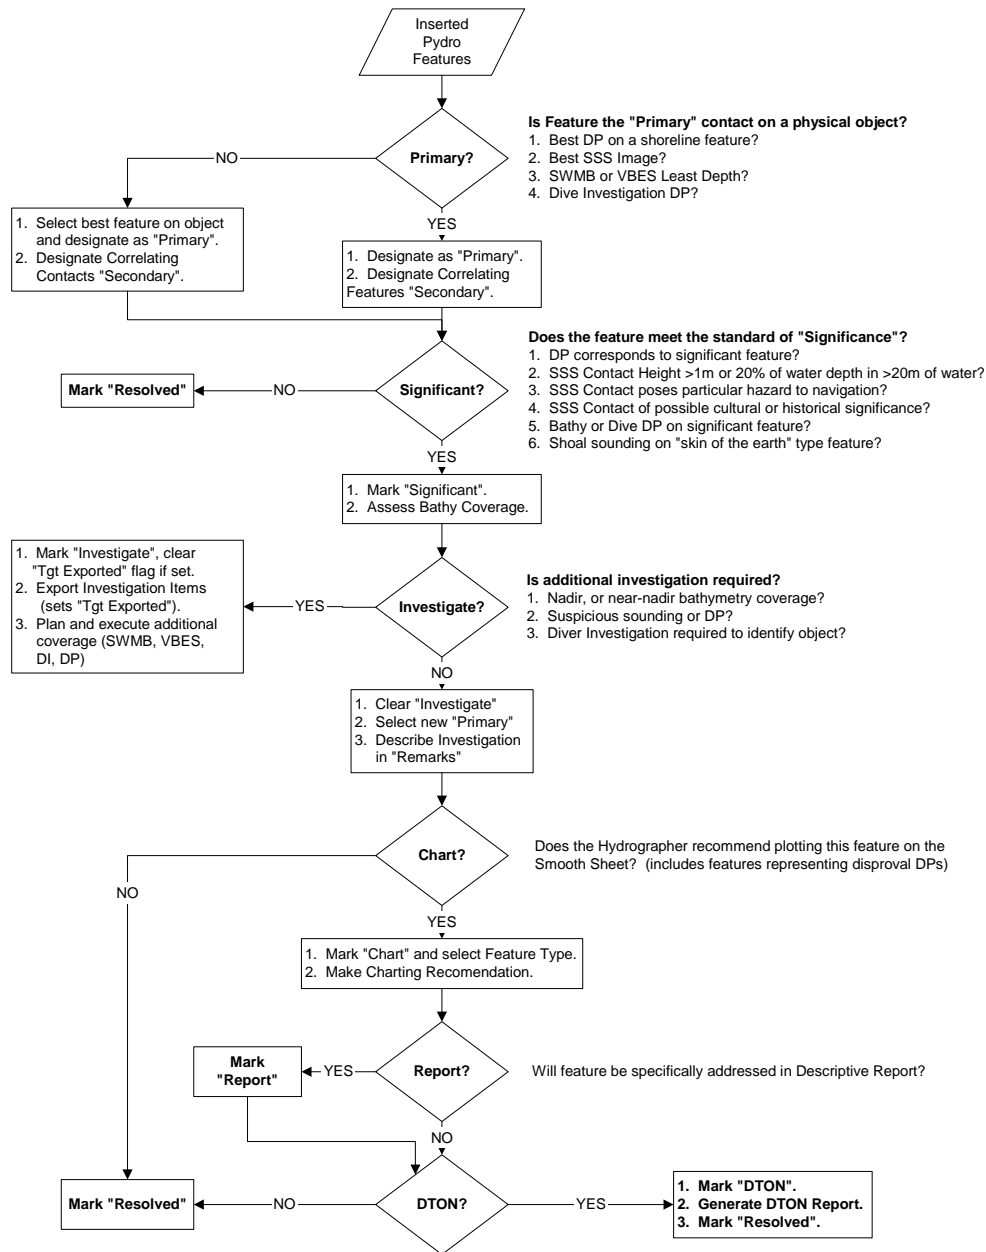 Inserted
Pydro
Features
Is Feature the "Primary" contact on a physical object?
1. Best DP on a shoreline feature?
2. Best SSS Image?
3. SWMB or VBES Least Depth?
4. Dive Investigation DP?
Primary?
NO
YES
1. Select best feature on object
and designate as "Primary".
2. Designate Correlating
Contacts "Secondary".
1. Designate as "Primary".
2. Designate Correlating
Features "Secondary".
Does the feature meet the standard of "Significance"?
1. DP corresponds to significant feature?
2. SSS Contact Height >1m or 20% of water depth in >20m of water?
3. SSS Contact poses particular hazard to navigation?
4. SSS Contact of possible cultural or historical significance?
5. Bathy or Dive DP on significant feature?
6. Shoal sounding on "skin of the earth" type feature?
Significant?
NO
Mark "Resolved"
YES
1. Mark "Significant".
2. Assess Bathy Coverage.
1. Mark "Investigate", clear
"Tgt Exported" flag if set.
2. Export Investigation Items
(sets "Tgt Exported").
3. Plan and execute additional
coverage (SWMB, VBES,
DI, DP)
YES
Investigate?
Is additional investigation required?
1. Nadir, or near-nadir bathymetry coverage?
2. Suspicious sounding or DP?
3. Diver Investigation required to identify object?
NO
1. Clear "Investigate"
2. Select new "Primary"
3. Describe Investigation
in "Remarks"
Chart?
Does the Hydrographer recommend plotting this feature on the
Smooth Sheet? (includes features representing disproval DPs)
NO
YES
1. Mark "Chart" and select Feature Type.
2. Make Charting Recomendation.
Mark
"Report"
YES
Report?
Will feature be specifically addressed in Descriptive Report?
NO
Mark "Resolved"
NO
DTON?
YES
1. Mark "DTON".
2. Generate DTON Report.
3. Mark "Resolved".